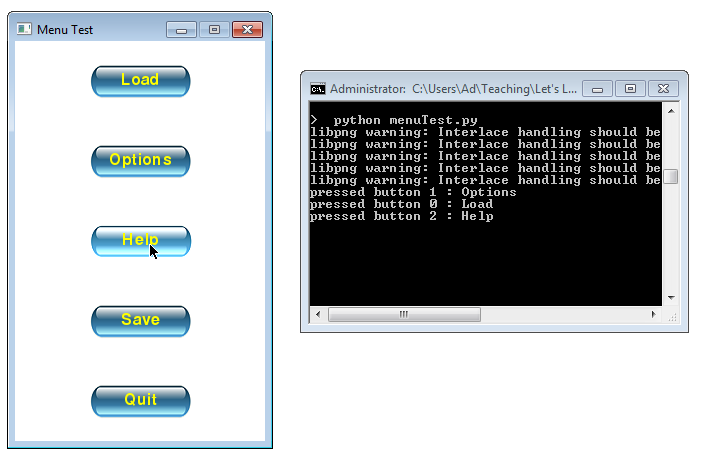 Menu Test
Load
Options
Help
Save
Quit
Administrator: C:\Users\Ad\Teaching\Let's L...
C:\.
> python menuTest.py
libpng warning: Interlace handling should be
libpng warning: Interlace handling should be
libpng warning: Interlace handling should be
libpng warning: Interlace handling should be
libpng warning: Interlace handling should be
pressed button 1 : Options
pressed button 0 : Load
pressed button 2 : Help